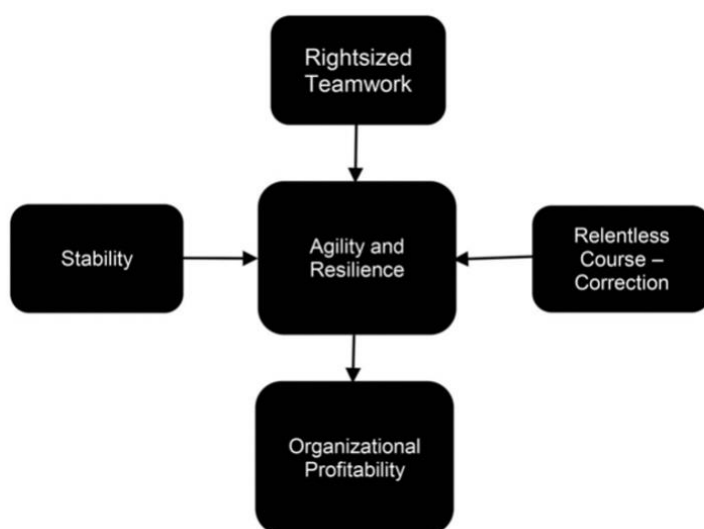 Rightsized
Teamwork
Stability
Agility and
Resilience
Relentless
Course –
Correction
Organizational
Profitability